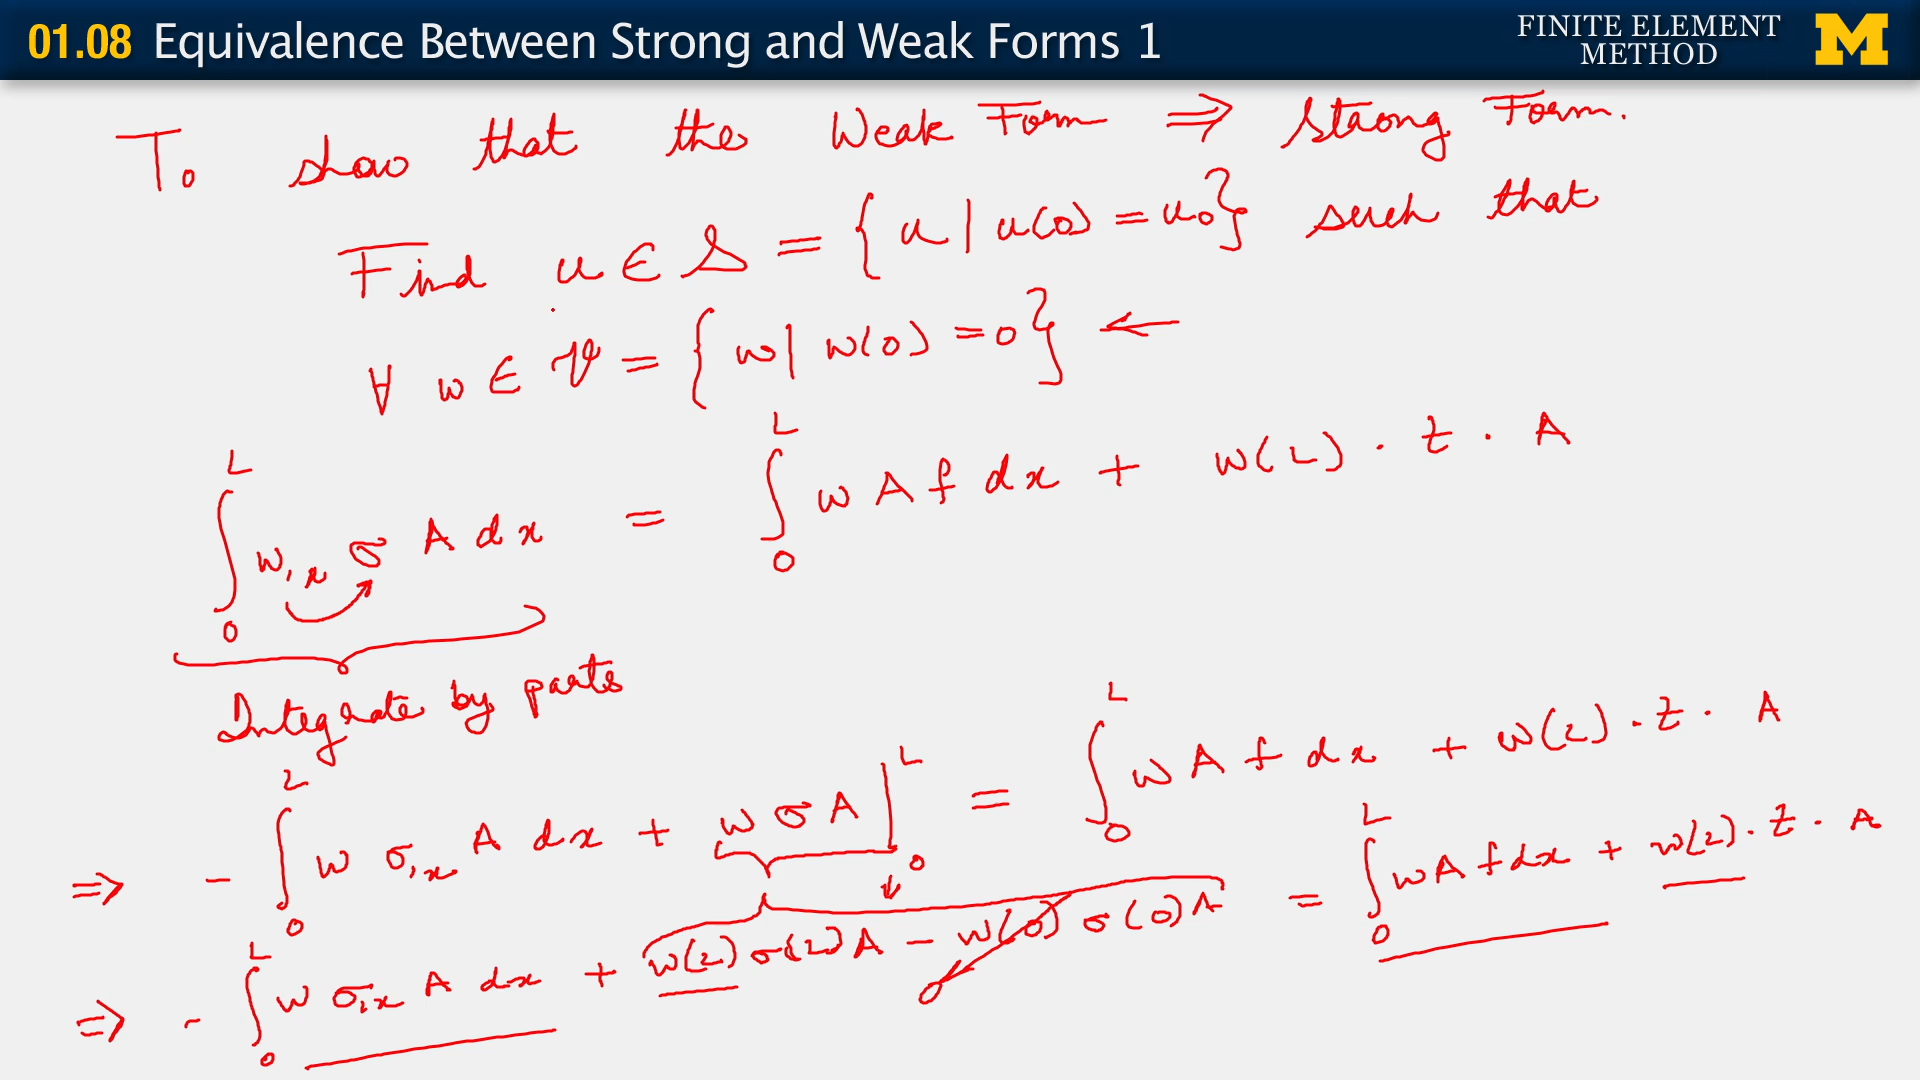 01.08 Equivalence Between Strong and Weak Forms 1
FINITE ELEMENT
METHOD
M
To show that the Weak Form ⇒ Strong Form.
Find u ∈ S = {u | u(0) = u₀} such that
∀ w ∈ V = {w | w(0) = 0} ←
∫₀ᴸ w,ₓ σ A dx = ∫₀ᴸ w A f dx + w(L) · t · A
Integrate by parts
⇒ - ∫₀ᴸ w σ,ₓ A dx + w σ A |₀ᴸ = ∫₀ᴸ w A f dx + w(L) · t · A
⇒ - ∫₀ᴸ w σ,ₓ A dx + w(L) σ(L) A - w(0) σ(0) A = ∫₀ᴸ w A f dx + w(L) · t · A
0